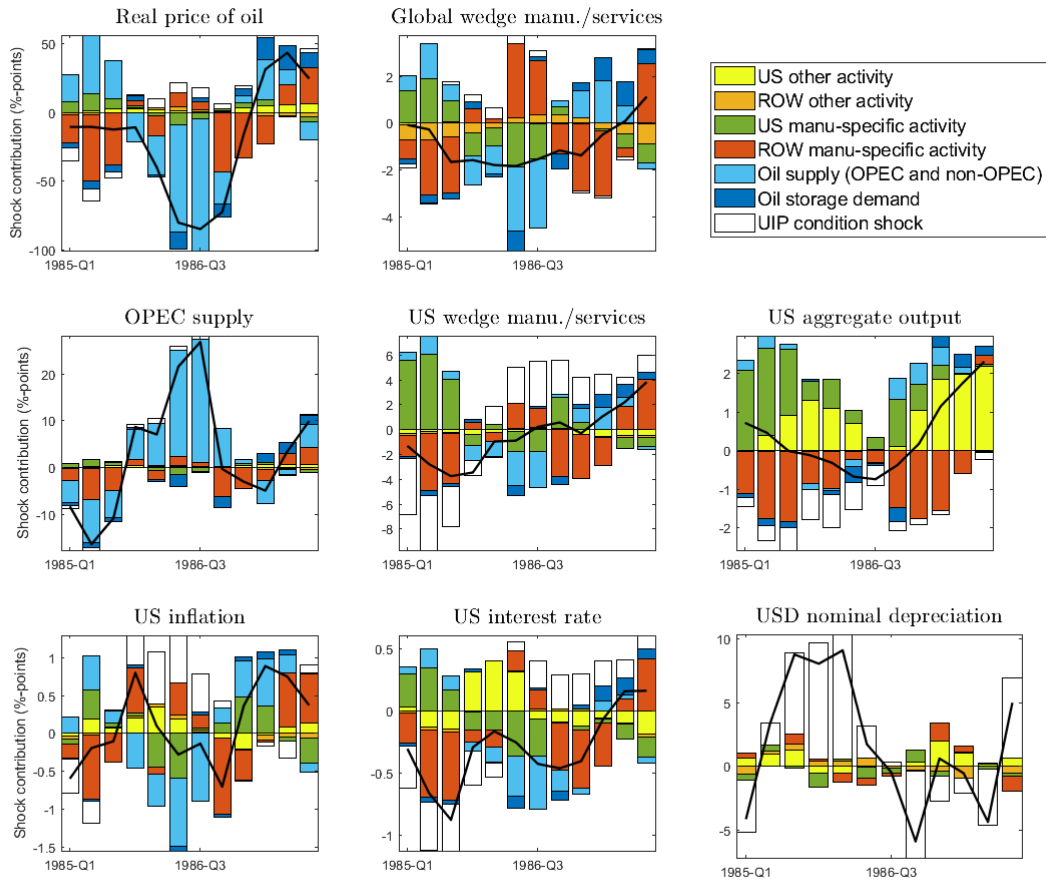 Real price of oil
Global wedge manu./services
Shock contribution (%-points)
50
0
-50
-100
1985-Q1
1986-Q3
2
0
-2
-4
1985-Q1
1986-Q3
US other activity
ROW other activity
US manu-specific activity
ROW manu-specific activity
Oil supply (OPEC and non-OPEC)
Oil storage demand
UIP condition shock
OPEC supply
US wedge manu./services
US aggregate output
Shock contribution (%-points)
20
10
0
-10
1985-Q1
1986-Q3
6
4
2
0
-2
-4
-6
-8
1985-Q1
1986-Q3
2
1
0
-1
-2
1985-Q1
1986-Q3
US inflation
US interest rate
USD nominal depreciation
Shock contribution (%-points)
1
0.5
0
-0.5
-1
-1.5
1985-Q1
1986-Q3
0.5
0
-0.5
-1
1985-Q1
1986-Q3
10
5
0
-5
1985-Q1
1986-Q3